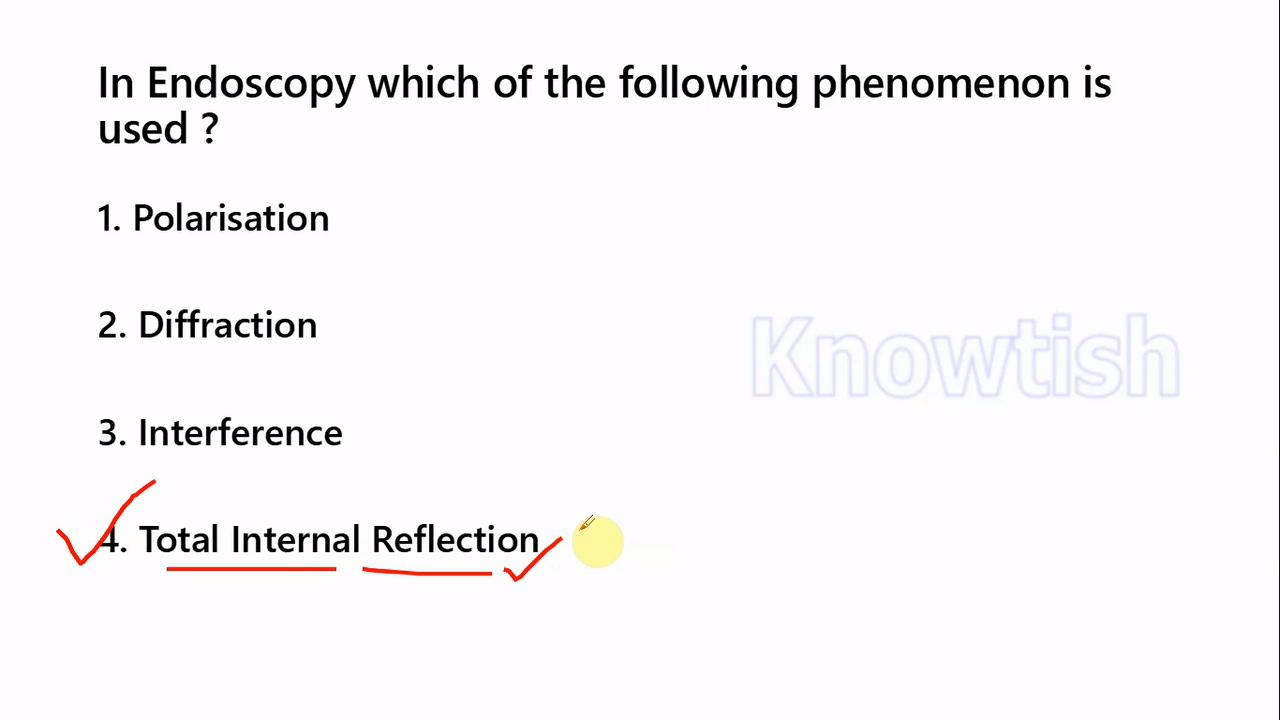 In Endoscopy which of the following phenomenon is
used ?
1. Polarisation
2. Diffraction
Knowtish
3. Interference
4. Total Internal Reflection